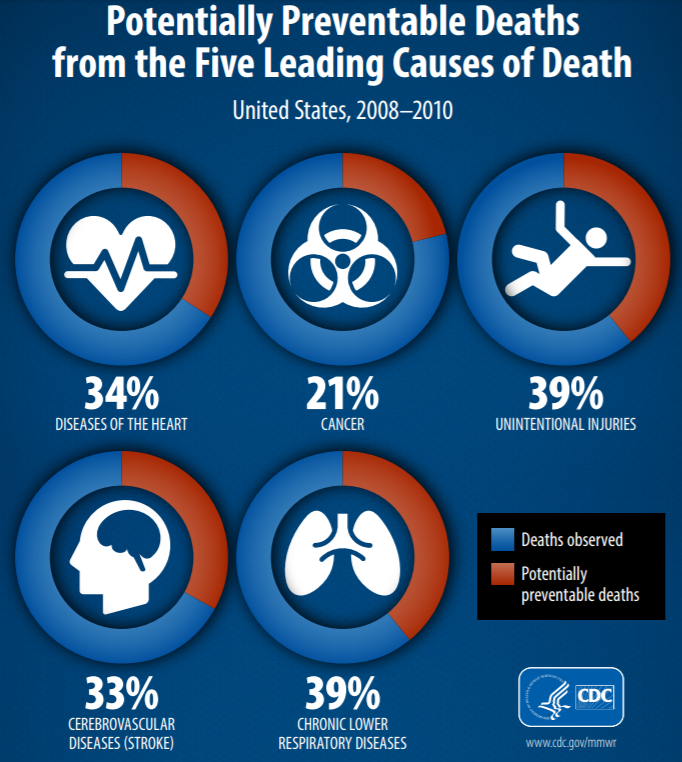 Potentially Preventable Deaths
from the Five Leading Causes of Death
United States, 2008–2010
34%
DISEASES OF THE HEART
21%
CANCER
39%
UNINTENTIONAL INJURIES
33%
CEREBROVASCULAR
DISEASES (STROKE)
39%
CHRONIC LOWER
RESPIRATORY DISEASES
Deaths observed
Potentially
preventable deaths
CDC
www.cdc.gov/mmwr